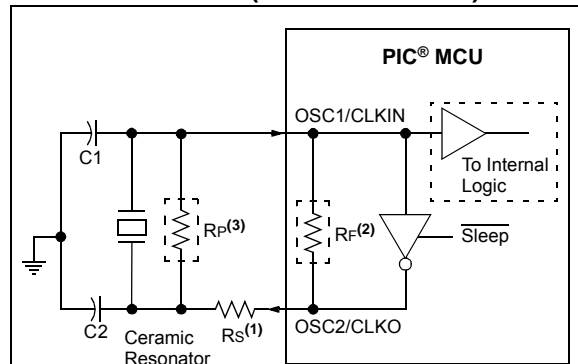 PIC® MCU
OSC1/CLKIN
C1
To Internal
Logic
RP(3)
RF(2)
Sleep
C2
Ceramic
Resonator
RS(1)
OSC2/CLKO